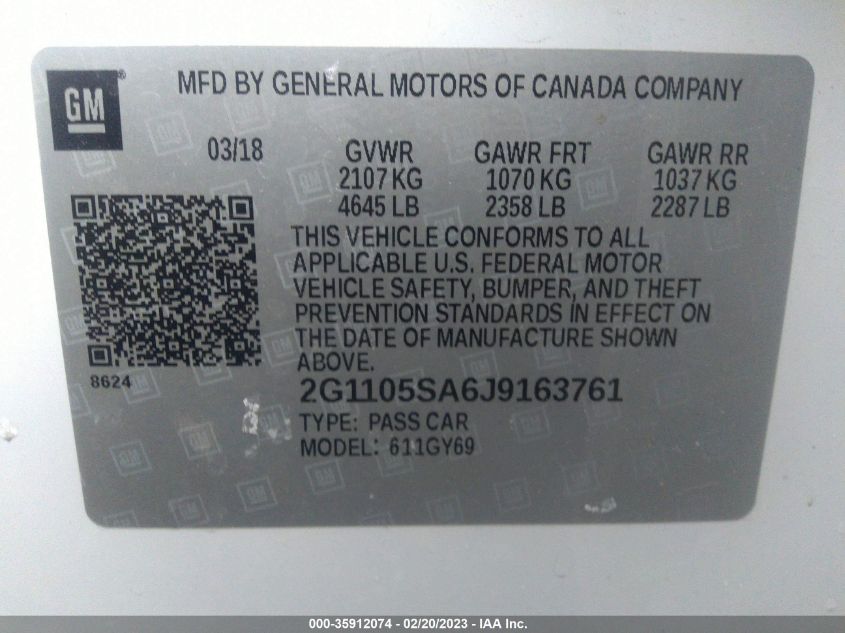 GM®
MFD BY GENERAL MOTORS OF CANADA COMPANY
03/18 GVWR GAWR FRT GAWR RR
2107 KG 1070 KG 1037 KG
4645 LB 2358 LB 2287 LB
THIS VEHICLE CONFORMS TO ALL
APPLICABLE U.S. FEDERAL MOTOR
VEHICLE SAFETY, BUMPER, AND THEFT
PREVENTION STANDARDS IN EFFECT ON
THE DATE OF MANUFACTURE SHOWN
ABOVE.
8624
2G1105SA6J9163761
TYPE: PASS CAR
MODEL: 611GY69
000-35912074 - 02/20/2023 - IAA Inc.